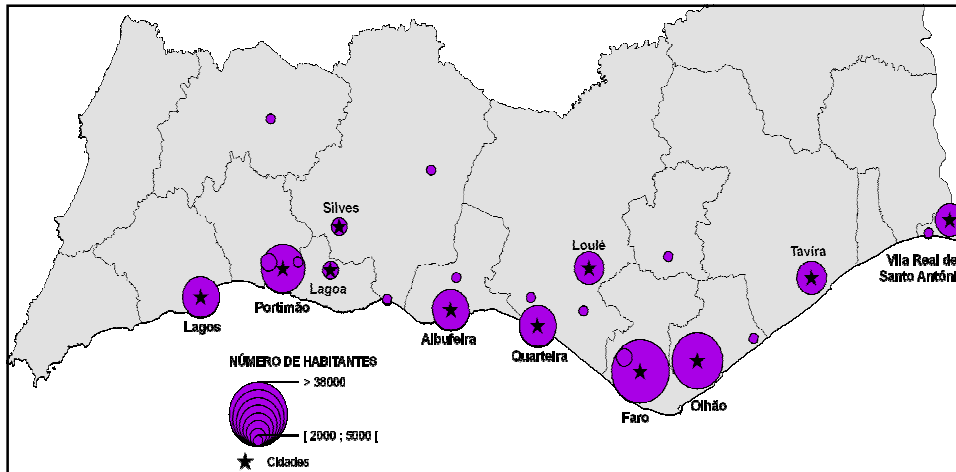 Silves
Loulé
Tavira
Vila Real de
Santo Antóni
Lagoa
Portimão
Lagos
Albufeira
Quarteira
Olhão
Faro
NÚMERO DE HABITANTES
> 38000
[ 2000 ; 5000 [
Cidades